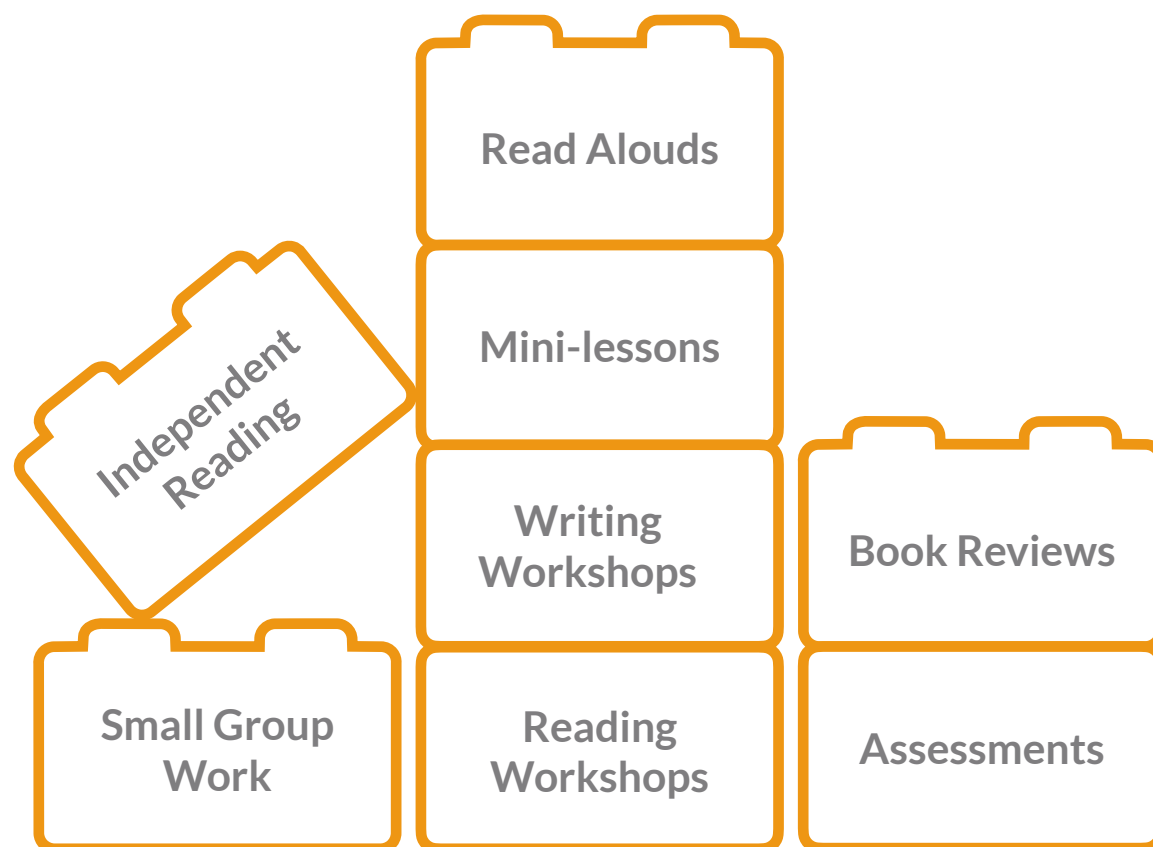 Read Alouds
Mini-lessons
Independent
Reading
Writing
Workshops
Book Reviews
Small Group
Work
Reading
Workshops
Assessments